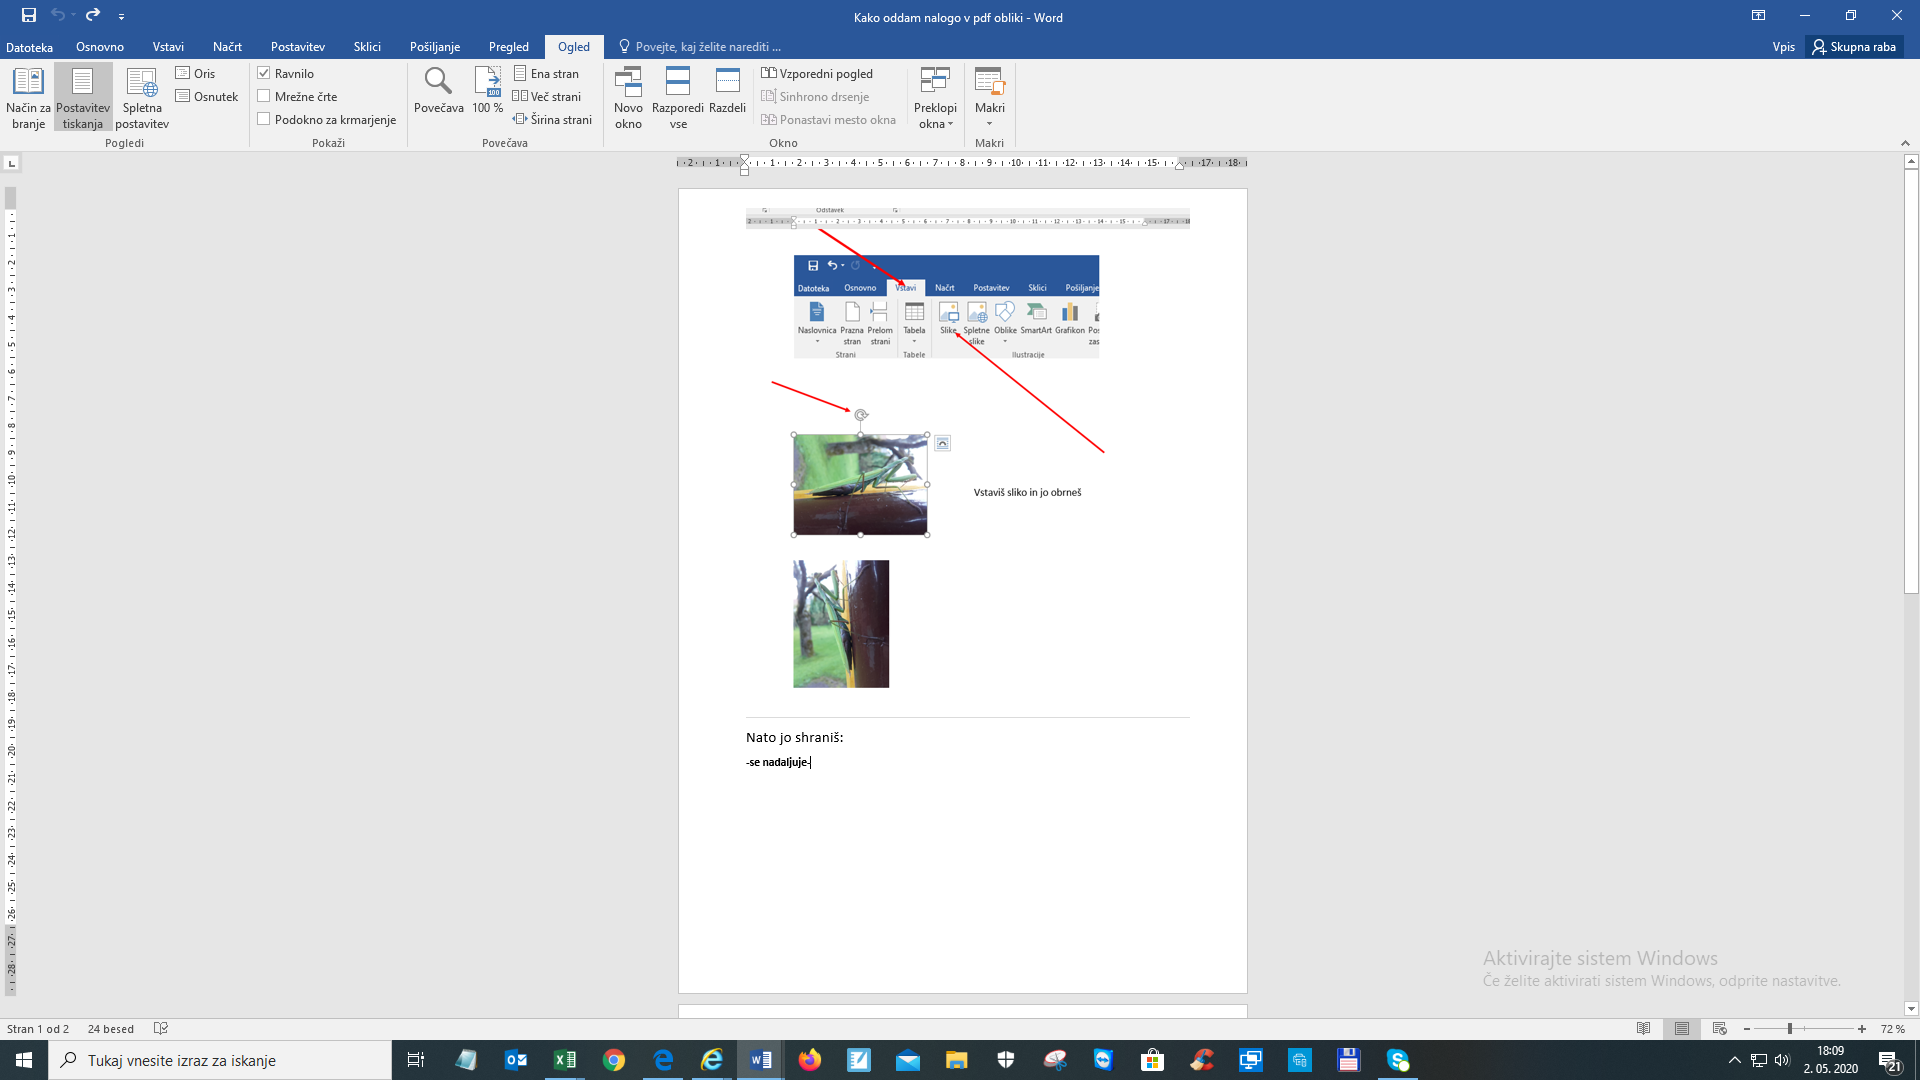 Kako oddam nalogo v pdf obliki - Word
Datoteka Osnovno Vstavi Načrt Postavitev Sklici Pošiljanje Pregled Ogled Povejte, kaj želite narediti ... Vpis Skupna raba
Način za branje
Postavitev tiskanja
Spletna postavitev
Oris
Osnutek
Pogledi
Ravnilo
Mrežne črte
Podokno za krmarjenje
Pokaži
Povečava
100 %
Ena stran
Več strani
Širina strani
Povečava
Novo okno
Razporedi vse
Razdeli
Vzporedni pogled
Sinhrono drsenje
Ponastavi mesto okna
Preklopi okna
Okno
Makri
Makri
Odstavek
Datoteka Osnovno Vstavi Načrt Postavitev Sklici Pošiljanje
Naslovnica
Prazna stran
Prelom strani
Tabela
Slike
Spletne slike
Oblike
SmartArt
Grafikon
Strani Tabele Ilustracije
Vstaviš sliko in jo obrneš
Nato jo shraniš:
-se nadaljuje-
Aktivirajte sistem Windows
Če želite aktivirati sistem Windows, odprite nastavitve.
Stran 1 od 2 24 besed 72 %
Tukaj vnesite izraz za iskanje
18:09
2. 05. 2020
21